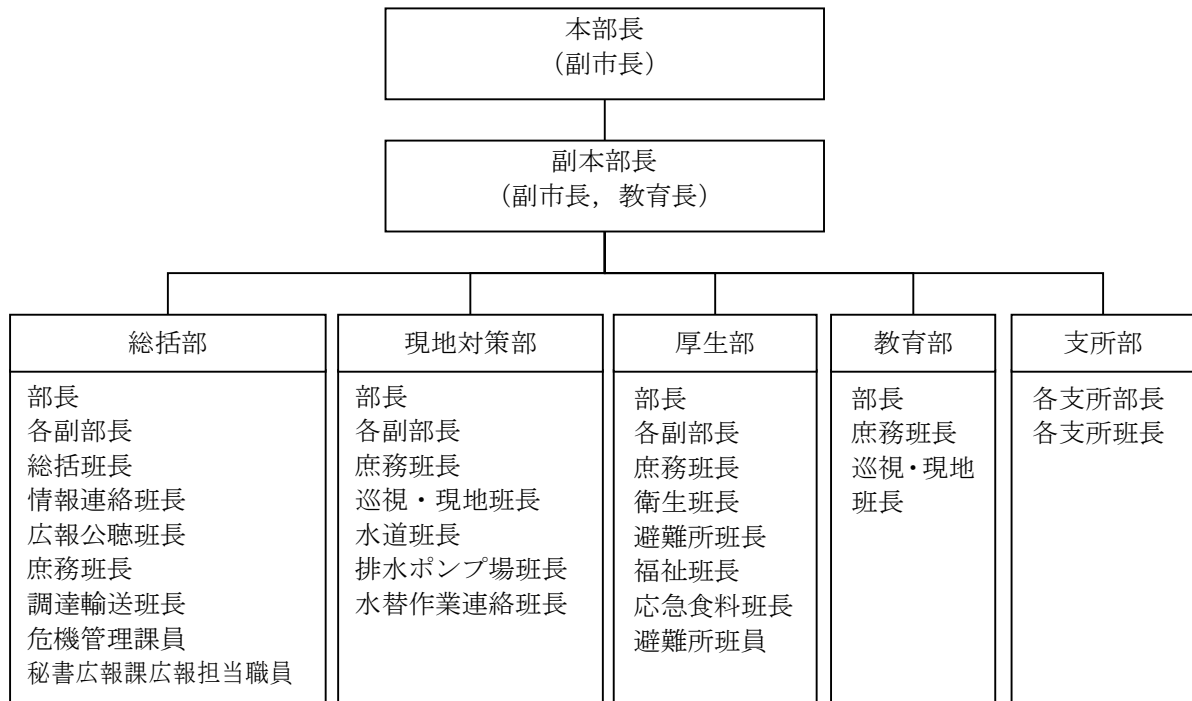 本部長
（副市長）
副本部長
（副市長，教育長）
総括部
部長
各副部長
総括班長
情報連絡班長
広報公聴班長
庶務班長
調達輸送班長
危機管理課員
秘書広報課広報担当職員
現地対策部
部長
各副部長
庶務班長
巡視・現地班長
水道班長
排水ポンプ場班長
水替作業連絡班長
厚生部
部長
各副部長
庶務班長
衛生班長
避難所班長
福祉班長
応急食料班長
避難所班員
教育部
部長
庶務班長
巡視・現地
班長
支所部
各支所部長
各支所班長